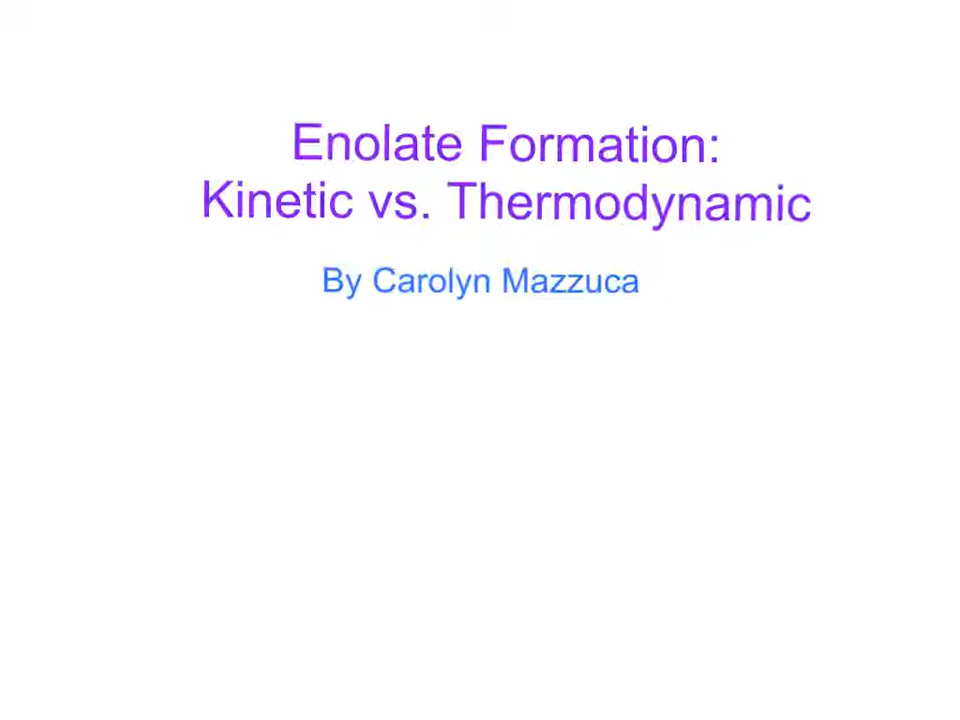 Enolate Formation:
Kinetic vs. Thermodynamic
By Carolyn Mazzuca